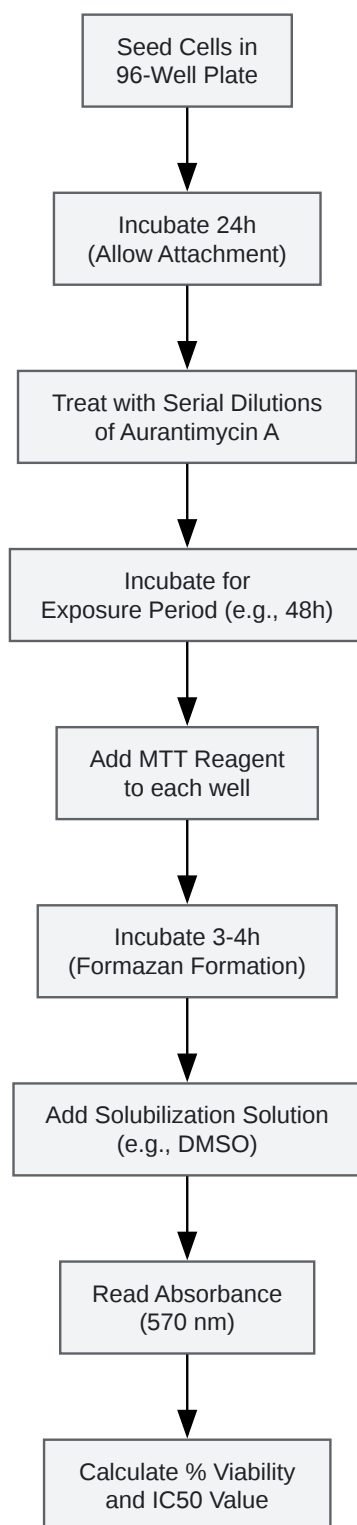 Seed Cells in
96-Well Plate
Incubate 24h
(Allow Attachment)
Treat with Serial Dilutions
of Aurantimycin A
Incubate for
Exposure Period (e.g., 48h)
Add MTT Reagent
to each well
Incubate 3-4h
(Formazan Formation)
Add Solubilization Solution
(e.g., DMSO)
Read Absorbance
(570 nm)
Calculate % Viability
and IC50 Value